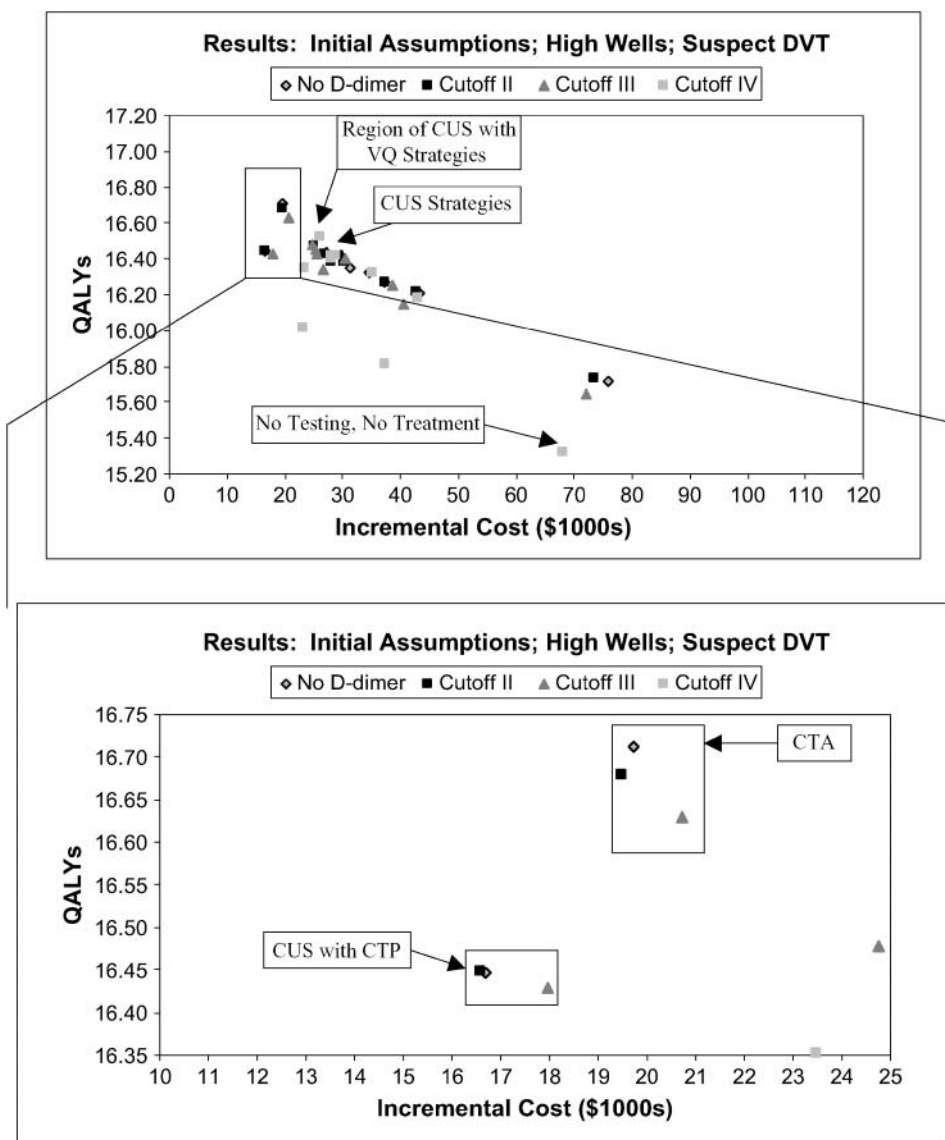 Results: Initial Assumptions; High Wells; Suspect DVT
No D-dimer Cutoff II Cutoff III Cutoff IV
17.20
17.00
16.80
16.60
16.40
16.20
16.00
15.80
15.60
15.40
15.20
QALYs
Region of CUS with
VQ Strategies
CUS Strategies
No Testing, No Treatment
0 10 20 30 40 50 60 70 80 90 100 110 120
Incremental Cost ($1000s)
Results: Initial Assumptions; High Wells; Suspect DVT
No D-dimer Cutoff II Cutoff III Cutoff IV
16.75
16.70
16.65
16.60
16.55
16.50
16.45
16.40
16.35
QALYs
CTA
CUS with CTP
10 11 12 13 14 15 16 17 18 19 20 21 22 23 24 25
Incremental Cost ($1000s)